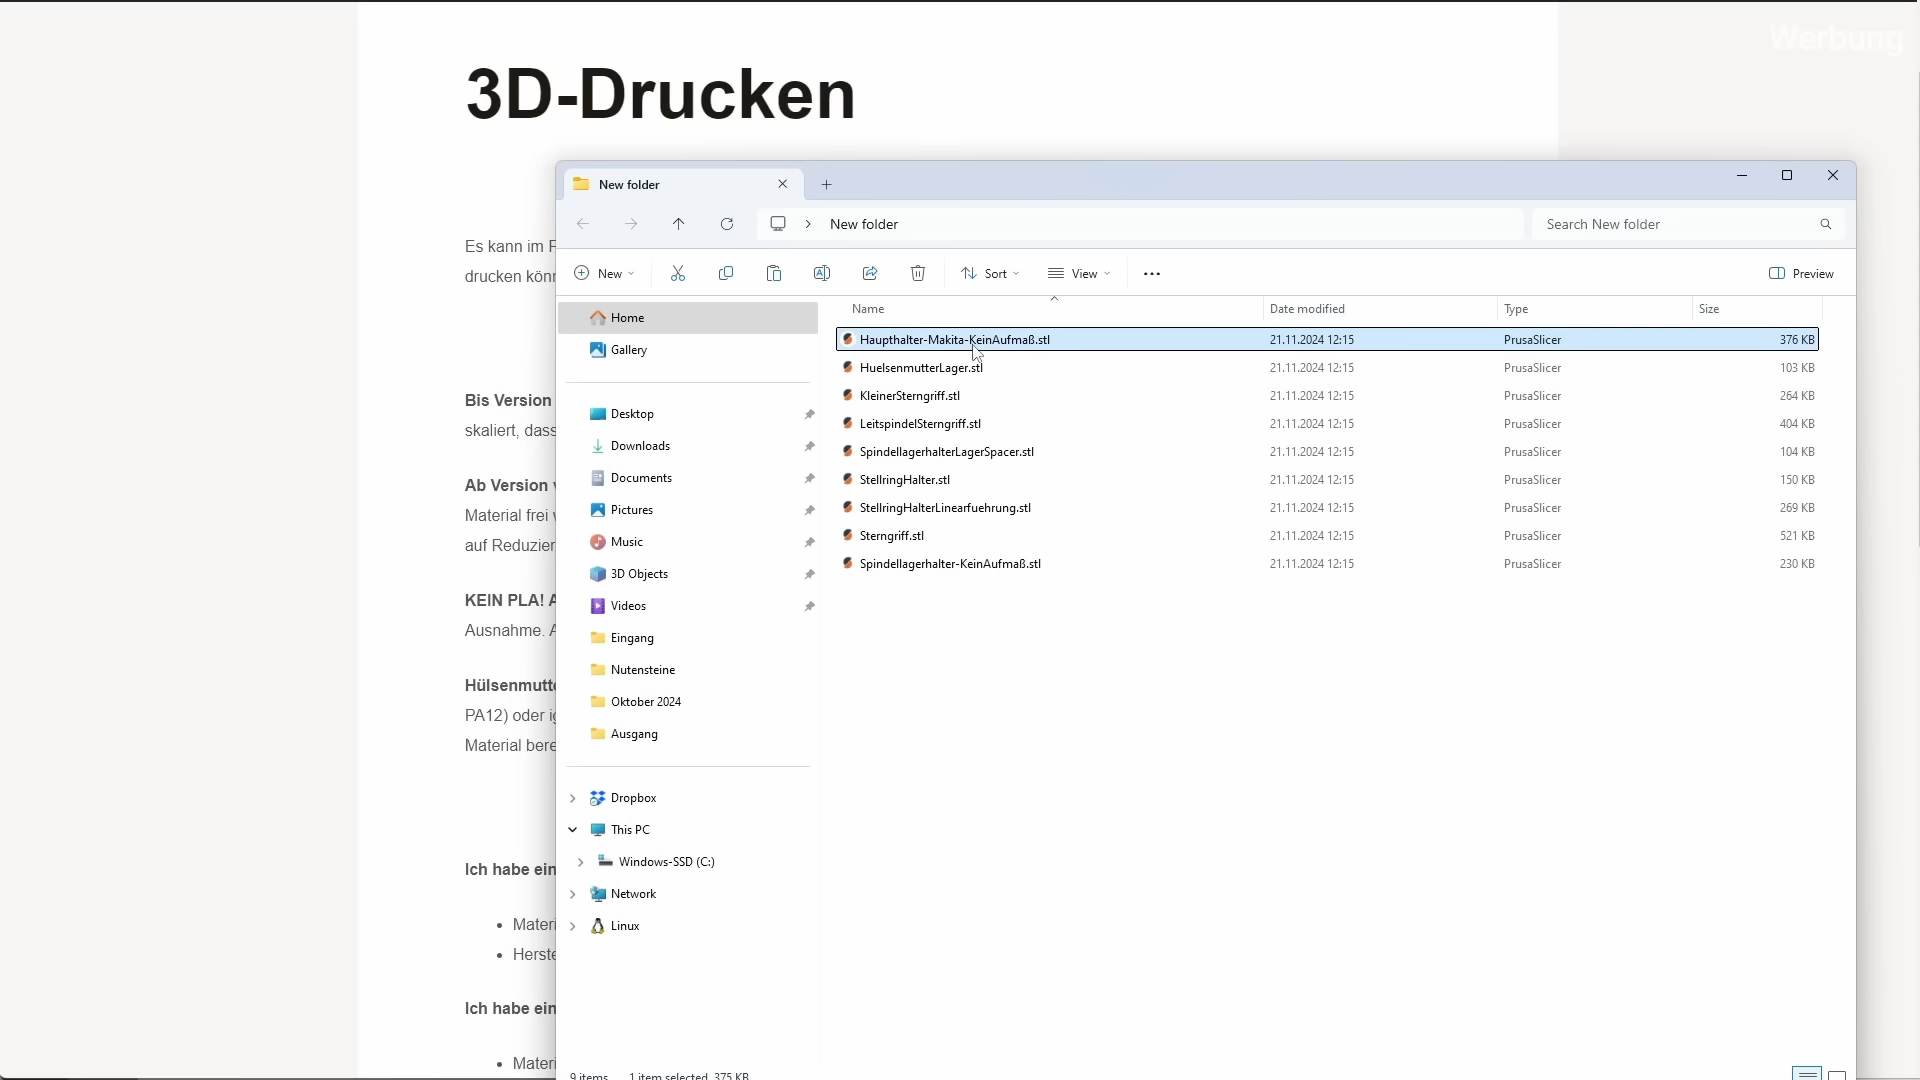 Werbung
3D-Drucken
Es kann im
drucken
Bis Version
skaliert, dass
Ab Version
Material frei
auf
KEIN PLA!
Ausnahme.
PA12) oder
Material
Ich habe
Ich habe
New folder
New folder
Search New folder
New
Sort
View
Preview
Home
Gallery
Desktop
Downloads
Documents
Pictures
Music
3D Objects
Videos
Eingang
Nutensteine
Oktober 2024
Ausgang
Dropbox
This PC
Windows-SSD (C:)
Network
Linux
Name Date modified Type Size
Haupthalter-Makita-KeinAufmaß.stl 21.11.2024 12:15 PrusaSlicer 376 KB
HuelsenmutterLager.stl 21.11.2024 12:15 PrusaSlicer 103 KB
KleinerSterngriff.stl 21.11.2024 12:15 PrusaSlicer 264 KB
LeitspindelSterngriff.stl 21.11.2024 12:15 PrusaSlicer 404 KB
SpindellagerhalterLagerSpacer.stl 21.11.2024 12:15 PrusaSlicer 104 KB
StellringHalter.stl 21.11.2024 12:15 PrusaSlicer 150 KB
StellringHalterLinearfuehrung.stl 21.11.2024 12:15 PrusaSlicer 269 KB
Sterngriff.stl 21.11.2024 12:15 PrusaSlicer 521 KB
Spindellagerhalter-KeinAufmaß.stl 21.11.2024 12:15 PrusaSlicer 230 KB
9 items 1 item selected 375 KB